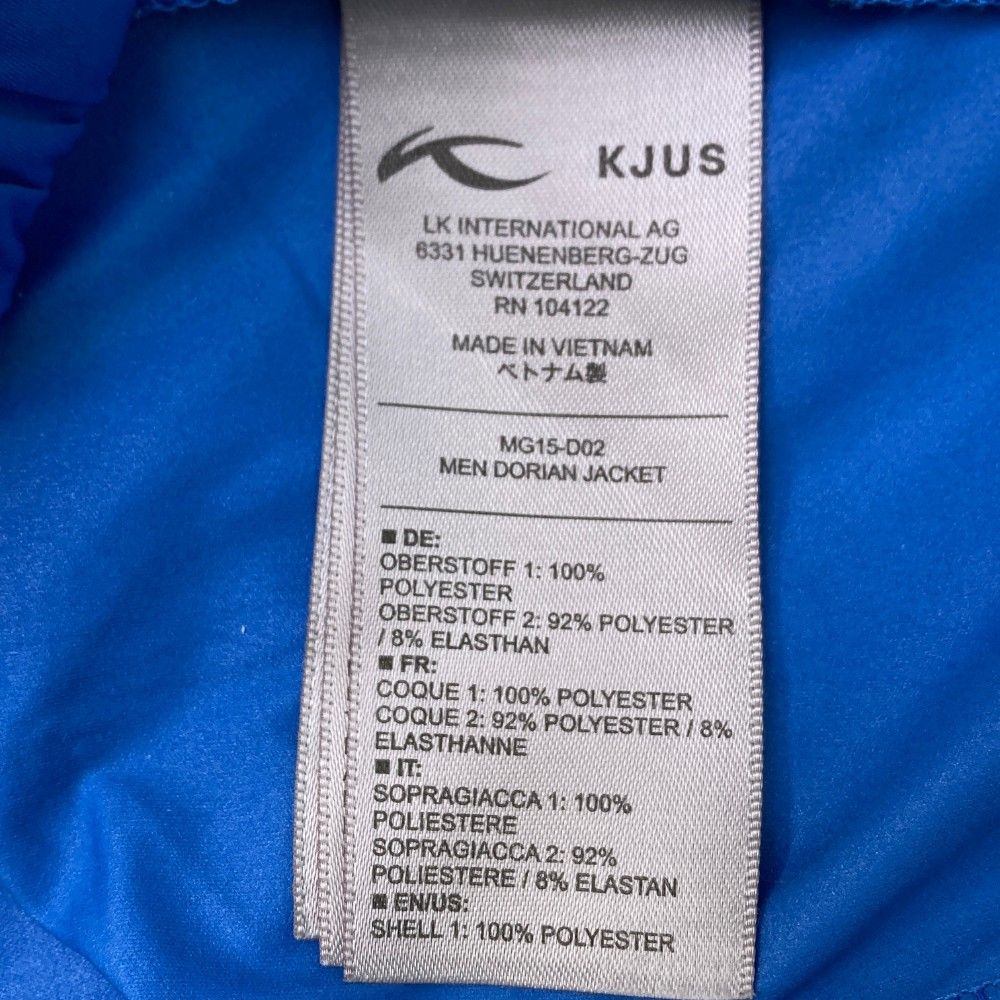 KJUS
LK INTERNATIONAL AG
6331 HUENENBERG-ZUG
SWITZERLAND
RN 104122
MADE IN VIETNAM
ベトナム製
MG15-D02
MEN DORIAN JACKET
■ DE:
OBERSTOFF 1: 100%
POLYESTER
OBERSTOFF 2: 92% POLYESTER
/ 8% ELASTHAN
■ FR:
COQUE 1: 100% POLYESTER
COQUE 2: 92% POLYESTER / 8%
ELASTHANNE
■ IT:
SOPRAGIACCA 1: 100%
POLIESTERE
SOPRAGIACCA 2: 92%
POLIESTERE / 8% ELASTAN
■ EN/US:
SHELL 1: 100% POLYESTER